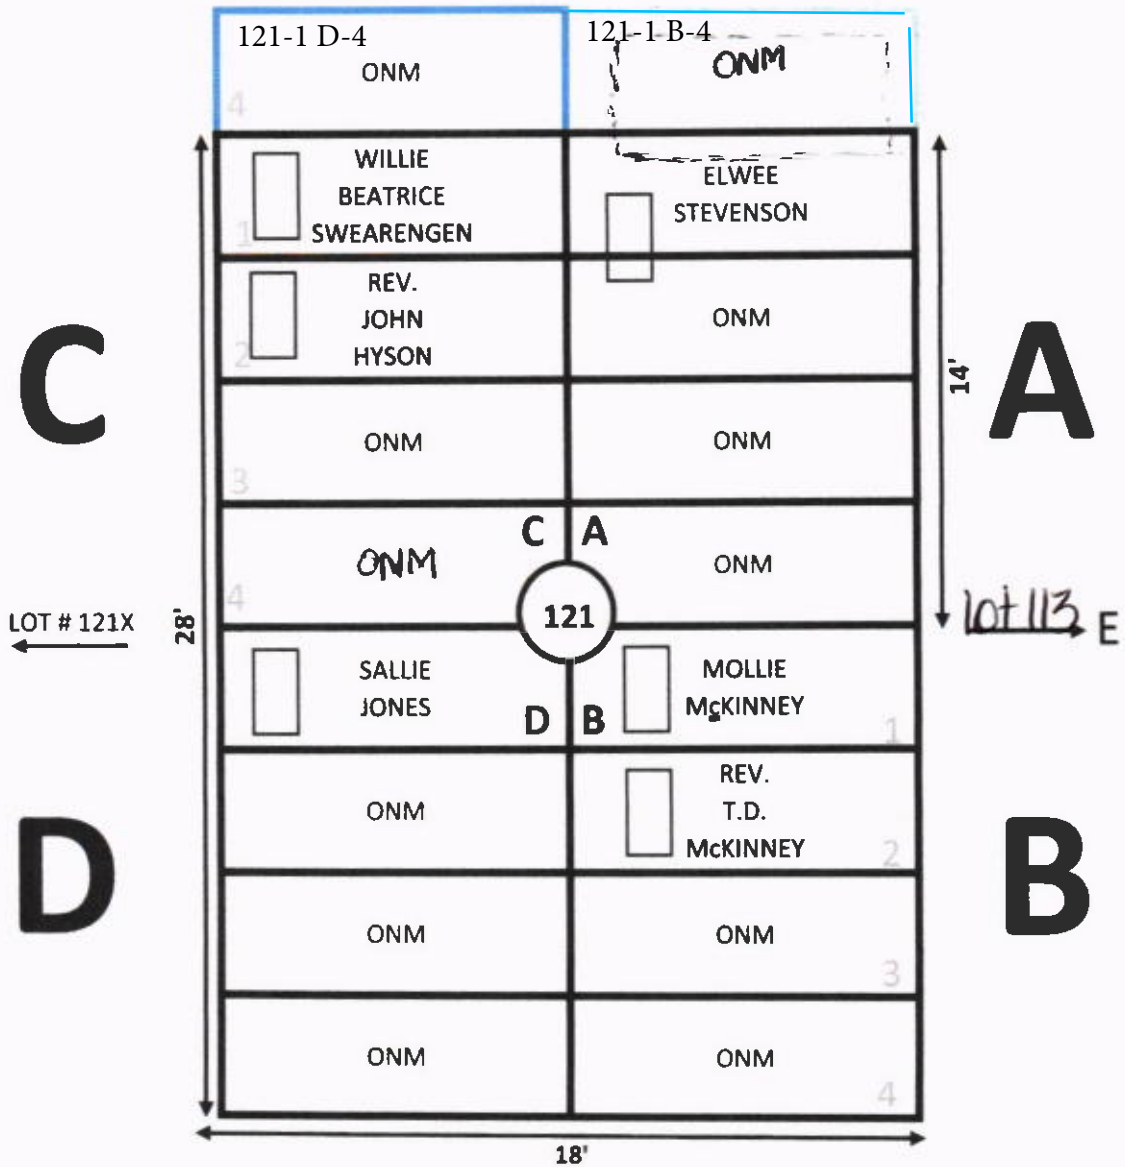 121-1 D-4
121-1 B-4
ONM
ONM
4
WILLIE
BEATRICE
SWEARENGEN
1
ELWEE
STEVENSON
REV.
JOHN
HYSON
2
ONM
C
A
14'
ONM
3
ONM
C A
ONM
4
ONM
121
LOT # 121X
28'
Lot 113 E
SALLIE
JONES
MOLLIE
McKINNEY
1
D B
ONM
REV.
T.D.
McKINNEY
2
D
B
ONM
ONM
3
ONM
ONM
4
18'